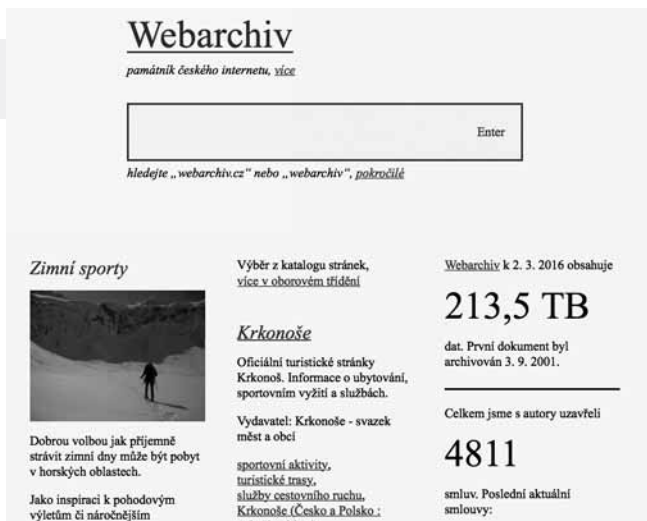 Webarchiv
památník českého internetu, více
Enter
hledejte „webarchiv.cz” nebo „webarchiv”, pokročilé
Zimní sporty
Dobrou volbou jak příjemně
strávit zimní dny může být pobyt
v horských oblastech.
Jako inspiraci k pohodovým
výletům či náročnějším
Výběr z katalogu stránek,
více v oborovém třídění
Krkonoše
Oficiální turistické stránky
Krkonoš. Informace o ubytování,
sportovním vyžití a službách.
Vydavatel: Krkonoše - svazek
měst a obcí
sportovní aktivity,
turistické trasy,
služby cestovního ruchu,
Krkonoše (Česko a Polsko :
Webarchiv k 2. 3. 2016 obsahuje
213,5 TB
dat. První dokument byl
archivován 3. 9. 2001.
Celkem jsme s autory uzavřeli
4811
smluv. Poslední aktuální
smlouvy: